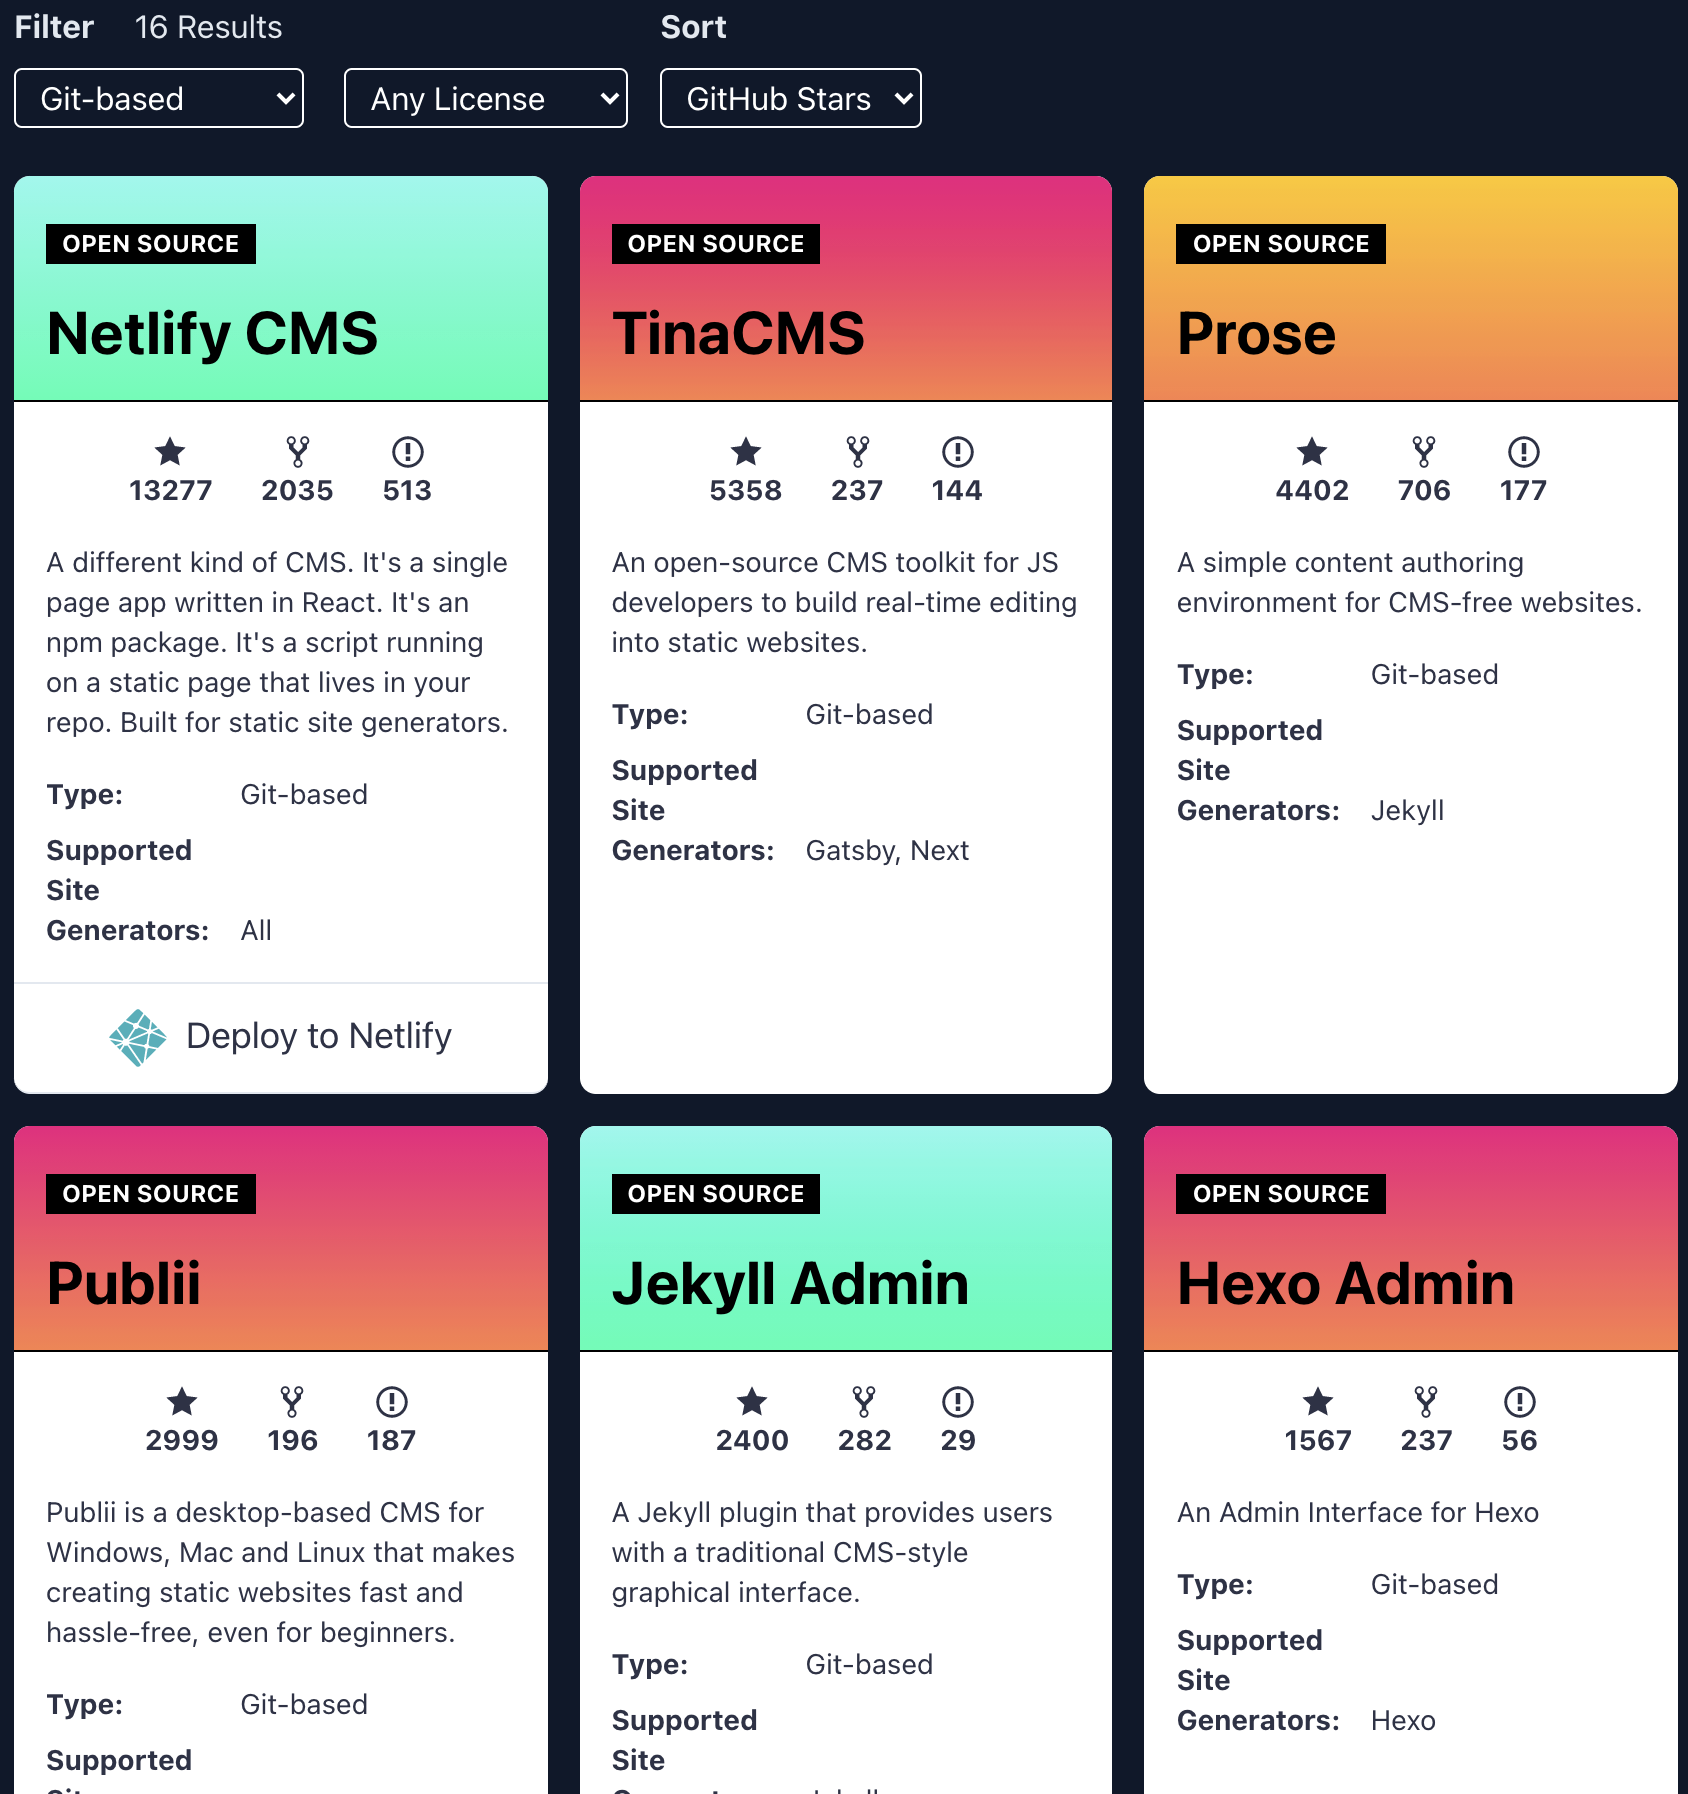 Filter 16 Results Sort
Git-based Any License GitHub Stars
OPEN SOURCE
Netlify CMS
13277 2035 513
A different kind of CMS. It's a single
page app written in React. It's an
npm package. It's a script running
on a static page that lives in your
repo. Built for static site generators.
Type: Git-based
Supported
Site
Generators: All
Deploy to Netlify
OPEN SOURCE
TinaCMS
5358 237 144
An open-source CMS toolkit for JS
developers to build real-time editing
into static websites.
Type: Git-based
Supported
Site
Generators: Gatsby, Next
OPEN SOURCE
Prose
4402 706 177
A simple content authoring
environment for CMS-free websites.
Type: Git-based
Supported
Site
Generators: Jekyll
OPEN SOURCE
Publii
2999 196 187
Publii is a desktop-based CMS for
Windows, Mac and Linux that makes
creating static websites fast and
hassle-free, even for beginners.
Type: Git-based
Supported
OPEN SOURCE
Jekyll Admin
2400 282 29
A Jekyll plugin that provides users
with a traditional CMS-style
graphical interface.
Type: Git-based
Supported
Site
OPEN SOURCE
Hexo Admin
1567 237 56
An Admin Interface for Hexo
Type: Git-based
Supported
Site
Generators: Hexo